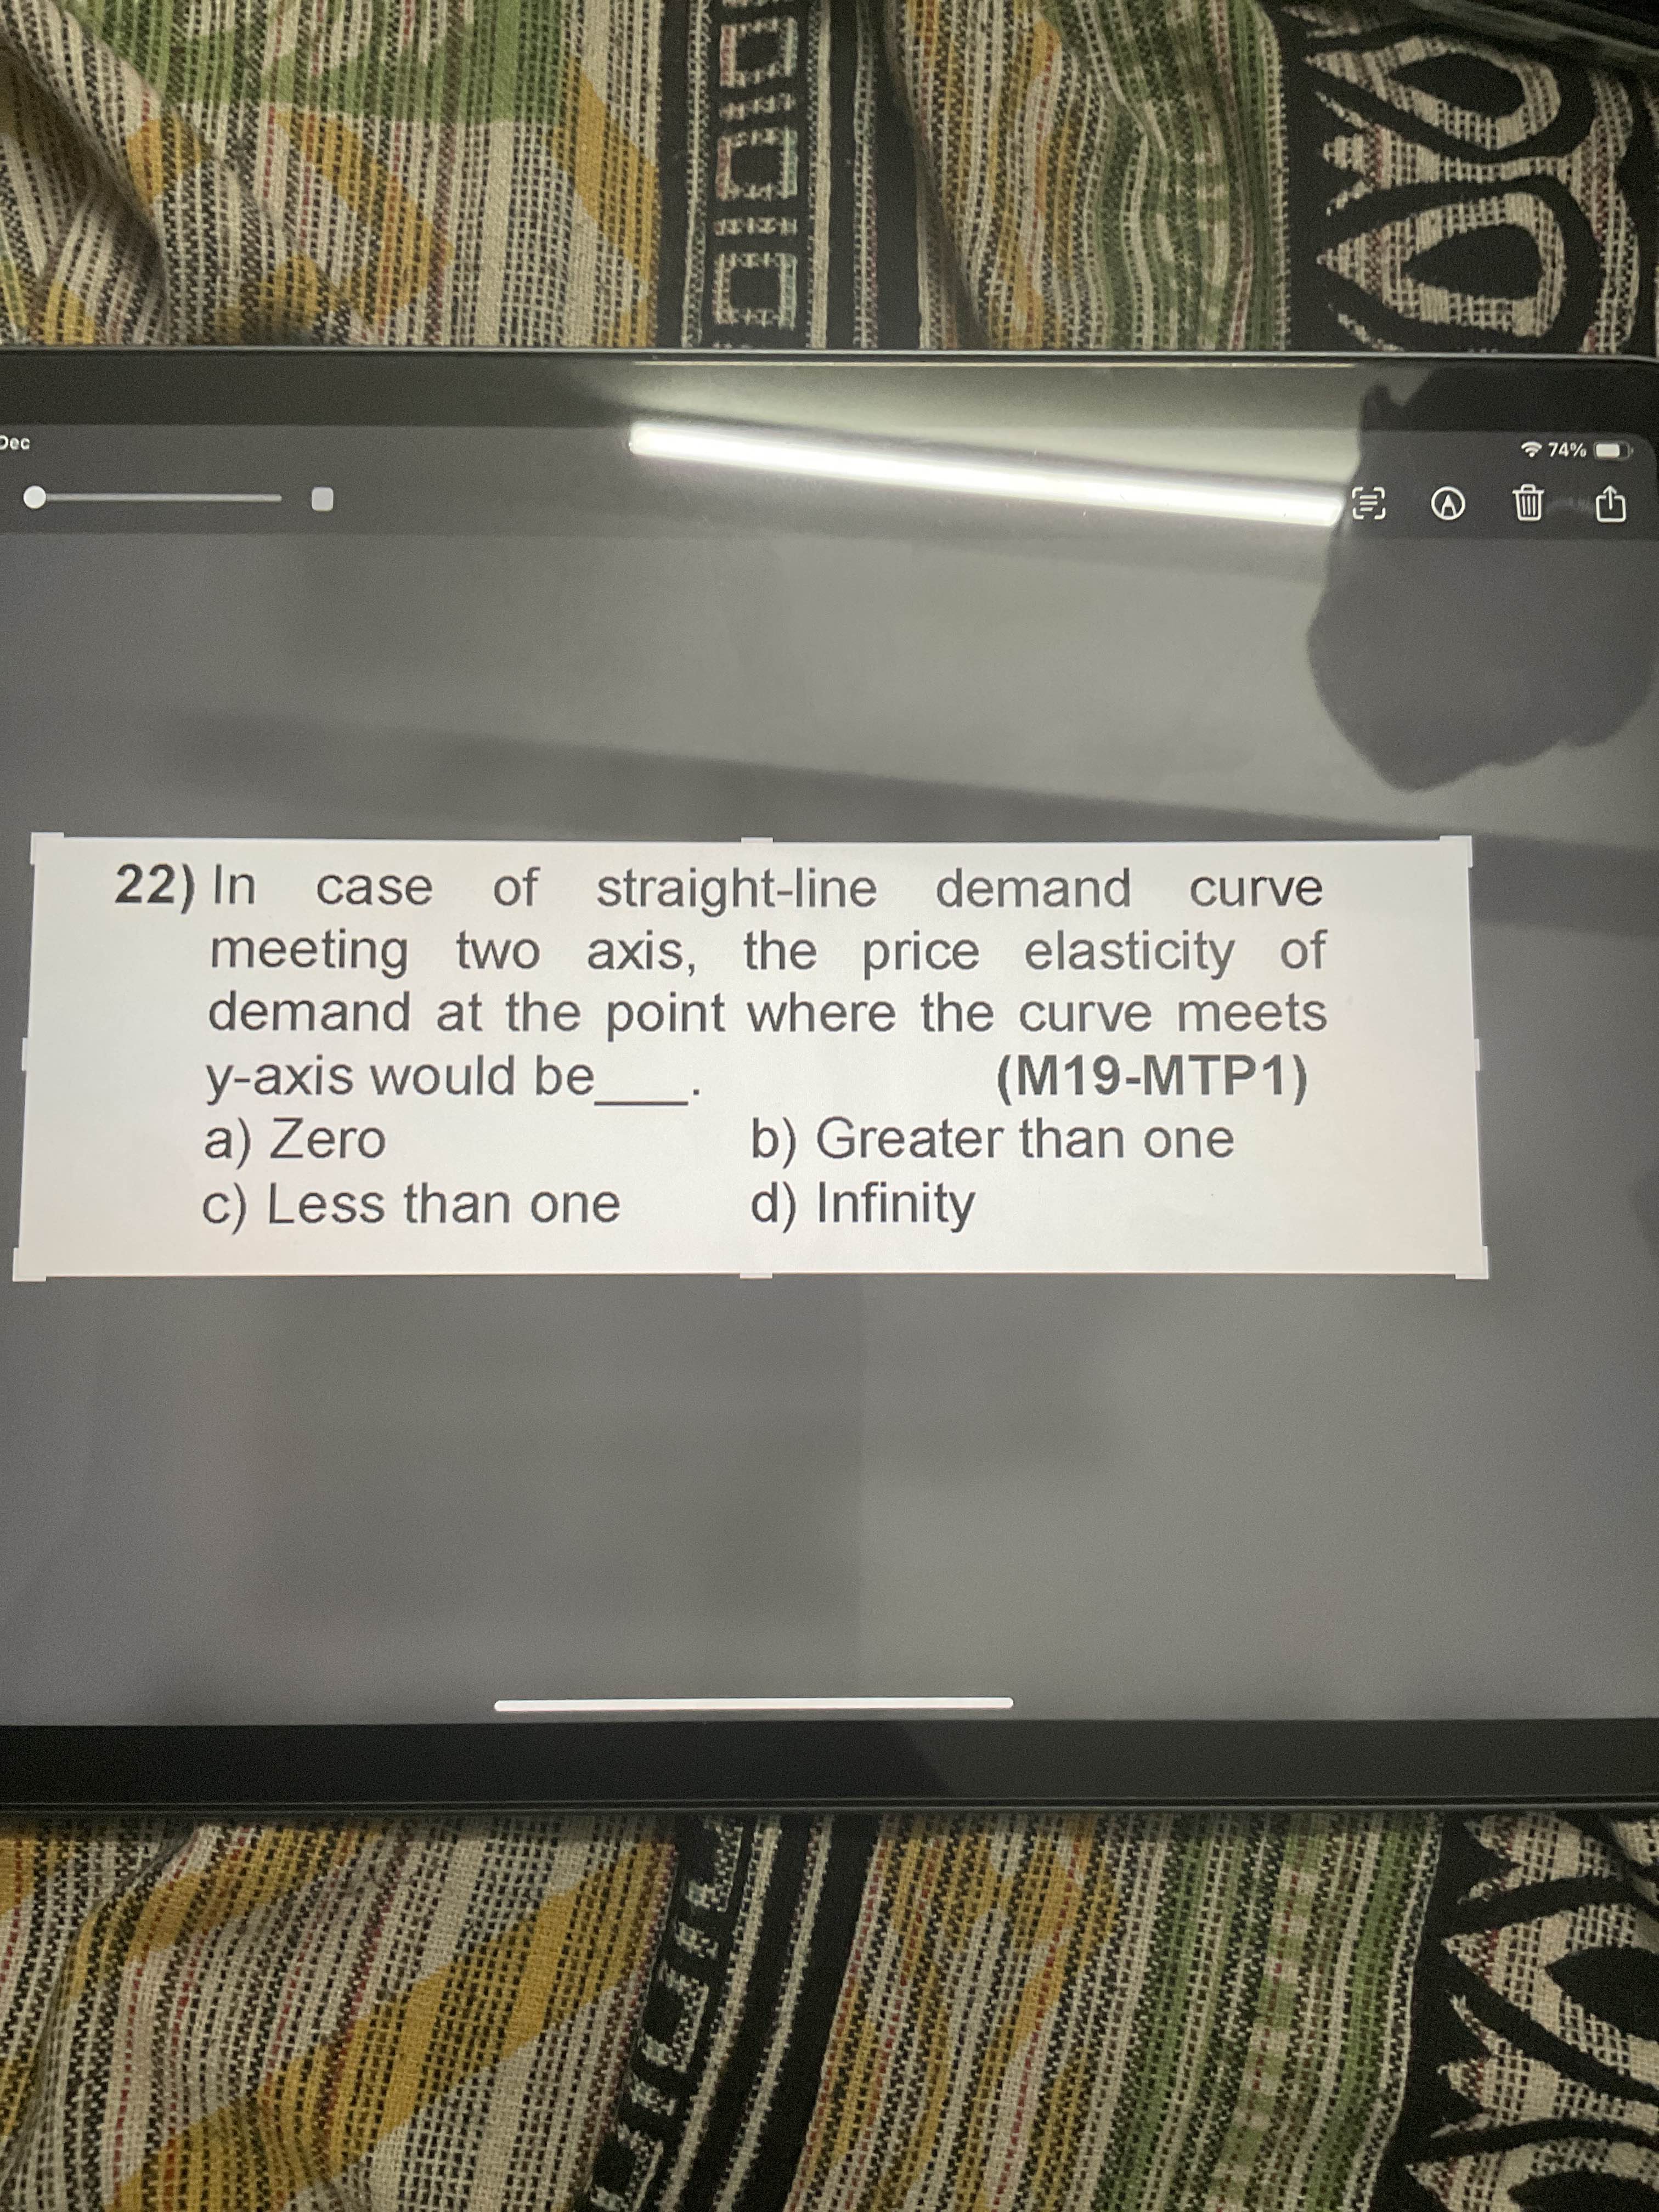 Dec
74%
22) In case of straight-line demand curve
meeting two axis, the price elasticity of
demand at the point where the curve meets
y-axis would be___. (M19-MTP1)
a) Zero b) Greater than one
c) Less than one d) Infinity